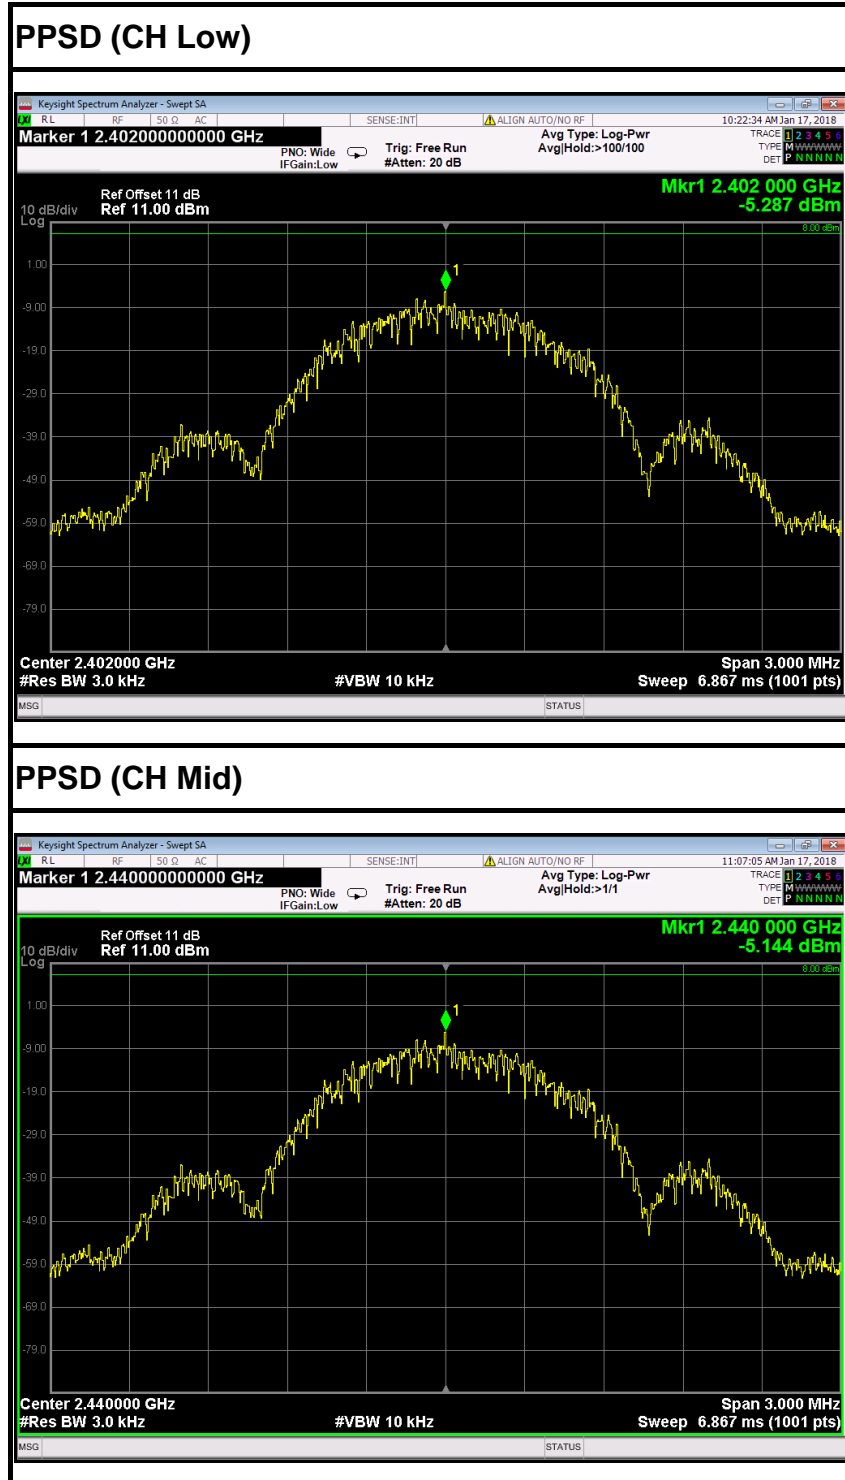 PPSD (CH Low)
Keysight Spectrum Analyzer - Swept SA
LXI RL RF 50 Ω AC SENSE:INT ALIGN AUTO/NO RF 10:22:34 AM Jan 17, 2018
Marker 1 2.402000000000 GHz Avg Type: Log-Pwr TRACE 1 2 3 4 5 6
PNO: Wide Trig: Free Run Avg|Hold:>100/100 TYPE M WWWWW
IFGain:Low #Atten: 20 dB DET P N N N N N
Mkr1 2.402 000 GHz
Ref Offset 11 dB
10 dB/div Ref 11.00 dBm -5.287 dBm
Log
8.00 dBm
1.00
1
-9.00
-19.0
-29.0
-39.0
-49.0
-59.0
-69.0
-79.0
Center 2.402000 GHz Span 3.000 MHz
#Res BW 3.0 kHz #VBW 10 kHz Sweep 6.867 ms (1001 pts)
MSG STATUS
PPSD (CH Mid)
Keysight Spectrum Analyzer - Swept SA
LXI RL RF 50 Ω AC SENSE:INT ALIGN AUTO/NO RF 11:07:05 AM Jan 17, 2018
Marker 1 2.440000000000 GHz Avg Type: Log-Pwr TRACE 1 2 3 4 5 6
PNO: Wide Trig: Free Run Avg|Hold:>1/1 TYPE M WWWWW
IFGain:Low #Atten: 20 dB DET P N N N N N
Mkr1 2.440 000 GHz
Ref Offset 11 dB
10 dB/div Ref 11.00 dBm -5.144 dBm
Log
8.00 dBm
1.00
1
-9.00
-19.0
-29.0
-39.0
-49.0
-59.0
-69.0
-79.0
Center 2.440000 GHz Span 3.000 MHz
#Res BW 3.0 kHz #VBW 10 kHz Sweep 6.867 ms (1001 pts)
MSG STATUS